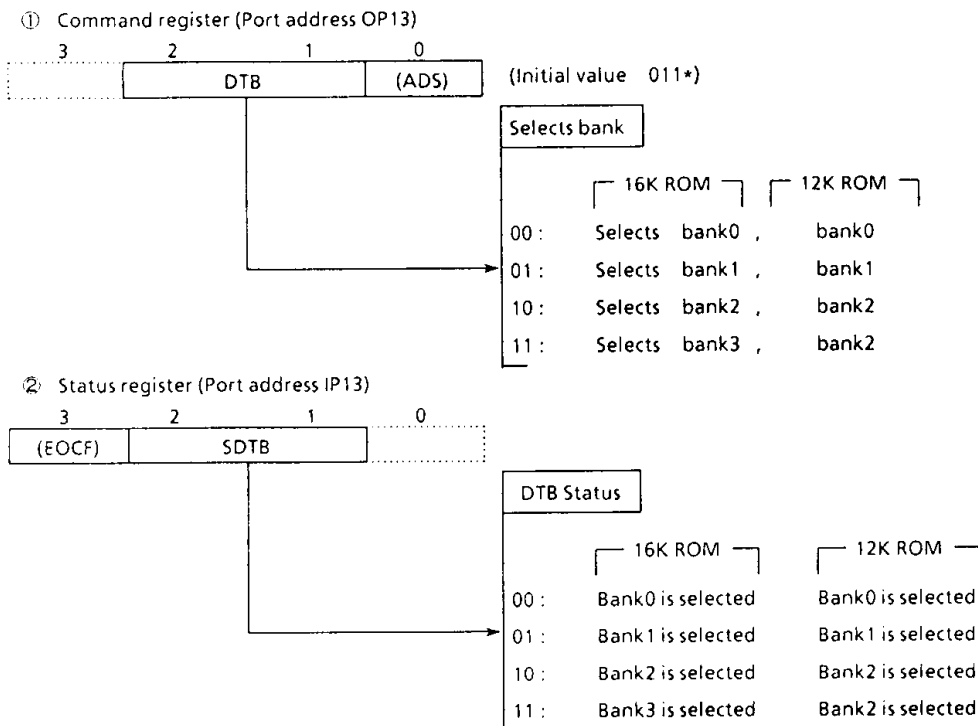 ① Command register (Port address OP13)
3 2 1 0
DTB (ADS) (Initial value 011*)
Selects bank
16K ROM 12K ROM
00 : Selects bank0 , bank0
01 : Selects bank1 , bank1
10 : Selects bank2 , bank2
11 : Selects bank3 , bank2
② Status register (Port address IP13)
3 2 1 0
(EOCF) SDTB
DTB Status
16K ROM 12K ROM
00 : Bank0 is selected Bank0 is selected
01 : Bank1 is selected Bank1 is selected
10 : Bank2 is selected Bank2 is selected
11 : Bank3 is selected Bank2 is selected